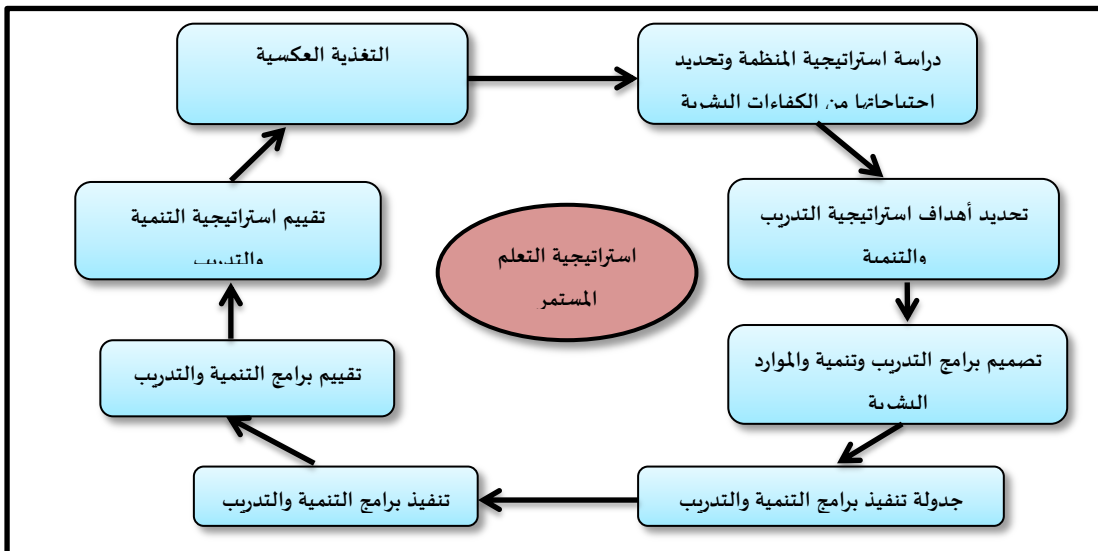 التغذية العكسية
دراسة استراتيجية المنظمة وتحديد
احتياجاتها من الكفاءات البشرية
تحديد أهداف استراتيجية التدريب
والتنمية
تصميم برامج التدريب وتنمية والموارد
البشرية
جدولة تنفيذ برامج التنمية والتدريب
تنفيذ برامج التنمية والتدريب
تقييم برامج التنمية والتدريب
تقييم استراتيجية التنمية
والتدريب
استراتيجية التعلم
المستمر